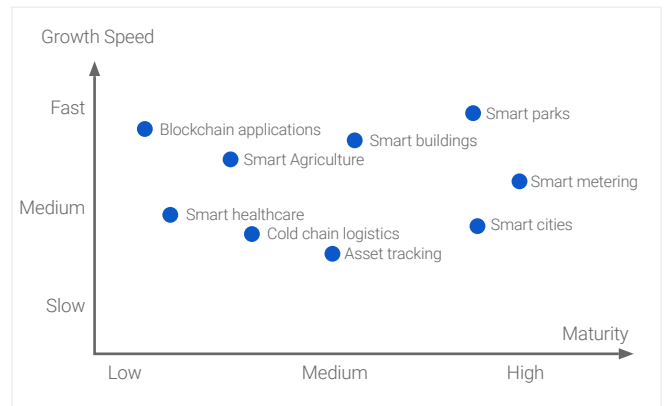 Growth Speed
Fast
Smart parks
Blockchain applications
Smart buildings
Smart Agriculture
Smart metering
Medium
Smart healthcare
Smart cities
Cold chain logistics
Asset tracking
Slow
Maturity
Low
Medium
High